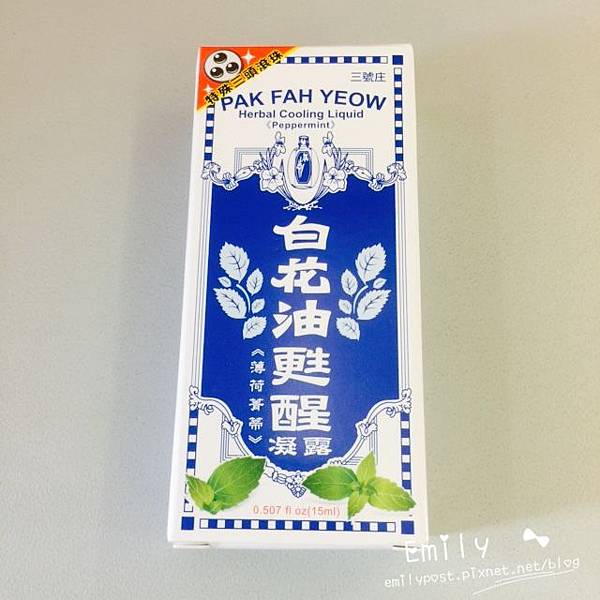 特殊三頭滾珠
三號庄
PAK FAH YEOW
Herbal Cooling Liquid
《Peppermint》
白花油甦醒
凝露
《薄荷菁萃》
0.507 fl oz(15ml)
Emily
emilypost.pixnet.net/blog